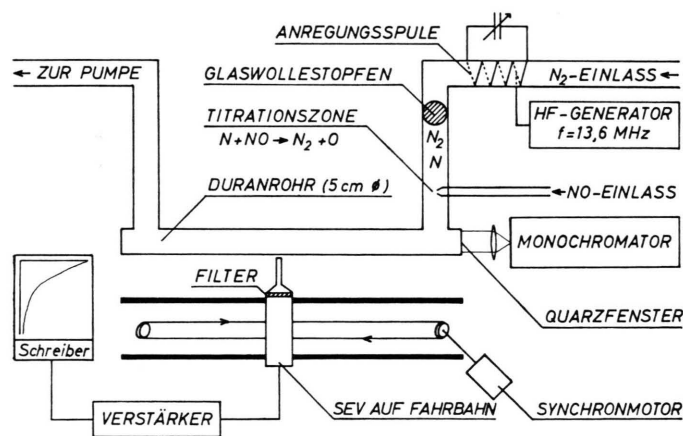 ANREGUNGSSPULE
ZUR PUMPE
GLASWOLLESTOPFEN
N₂-EINLASS
TITRATIONSZONE
N+NO→N₂+O
N₂
N
HF-GENERATOR
f=13,6 MHz
DURANROHR (5 cm ϕ)
NO-EINLASS
MONOCHROMATOR
FILTER
QUARZFENSTER
Schreiber
VERSTÄRKER
SEV AUF FAHRBAHN
SYNCHRONMOTOR